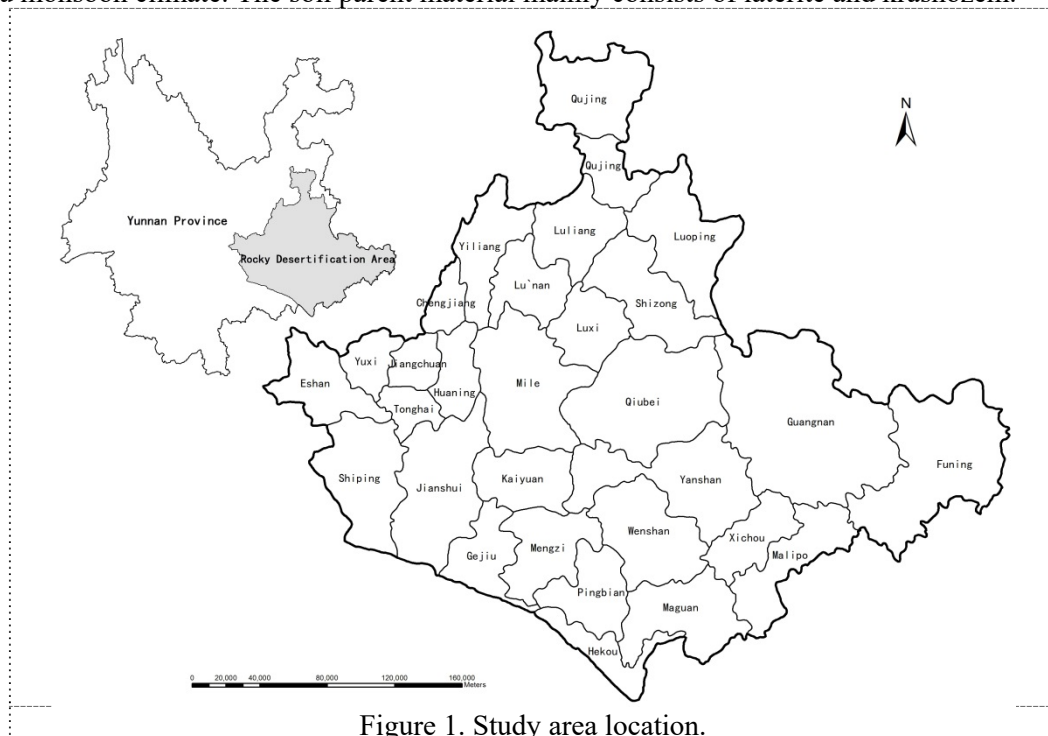 d monsoon climate. The soil parent material mainly consists of laterite and krasnozem.
Qujing
N
Qujing
Yunnan Province
Luliang
Luoping
Yiliang
Rocky Desertification Area
Lu`nan
Chengjiang
Shizong
Luxi
Yuxi
Jiangchuan
Eshan
Mile
Huaning
Qiubei
Tonghai
Guangnan
Funing
Shiping
Kaiyuan
Yanshan
Jianshui
Wenshan
Xichou
Mengzi
Gejiu
Malipo
Pingbian
Maguan
Hekou
0 20,000 40,000 80,000 120,000 160,000
Meters
Figure 1. Study area location.